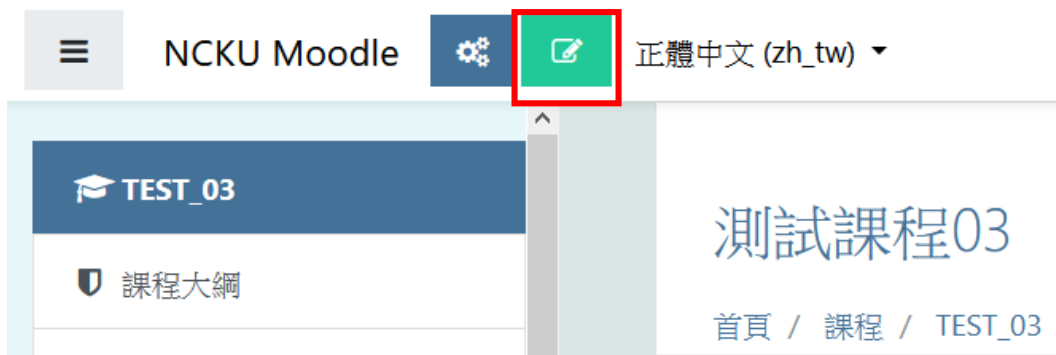 NCKU Moodle 正體中文 (zh_tw)
TEST_03
測試課程03
課程大綱
首頁 / 課程 / TEST_03